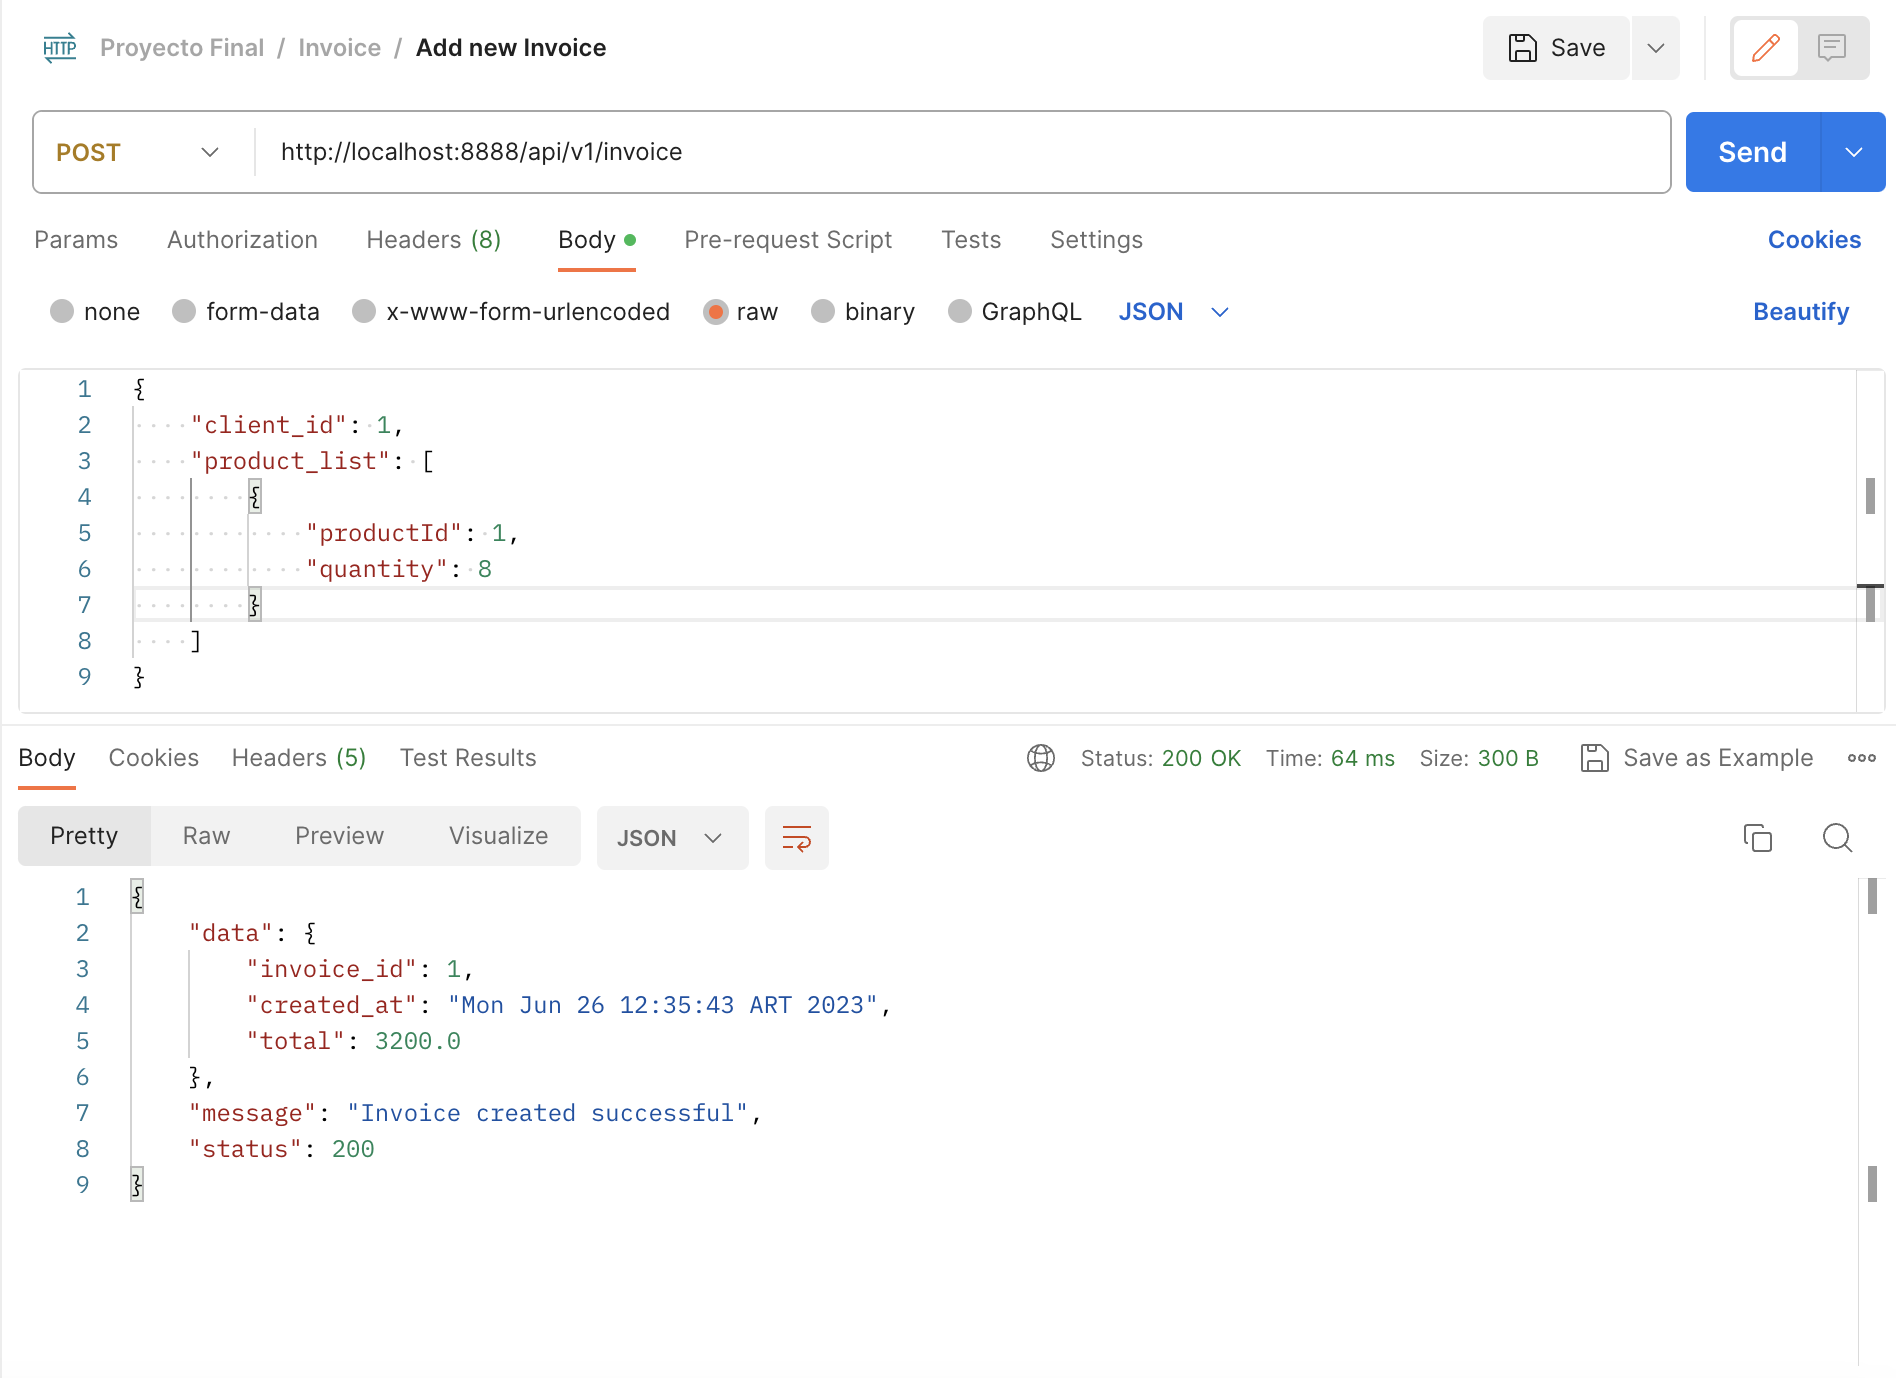 HTTP Proyecto Final / Invoice / Add new Invoice Save
POST http://localhost:8888/api/v1/invoice Send
Params Authorization Headers (8) Body Pre-request Script Tests Settings Cookies
none form-data x-www-form-urlencoded raw binary GraphQL JSON Beautify
1 {
2 "client_id": 1,
3 "product_list": [
4 {
5 "productId": 1,
6 "quantity": 8
7 }
8 ]
9 }
Body Cookies Headers (5) Test Results Status: 200 OK Time: 64 ms Size: 300 B Save as Example
Pretty Raw Preview Visualize JSON
1 {
2 "data": {
3 "invoice_id": 1,
4 "created_at": "Mon Jun 26 12:35:43 ART 2023",
5 "total": 3200.0
6 },
7 "message": "Invoice created successful",
8 "status": 200
9 }